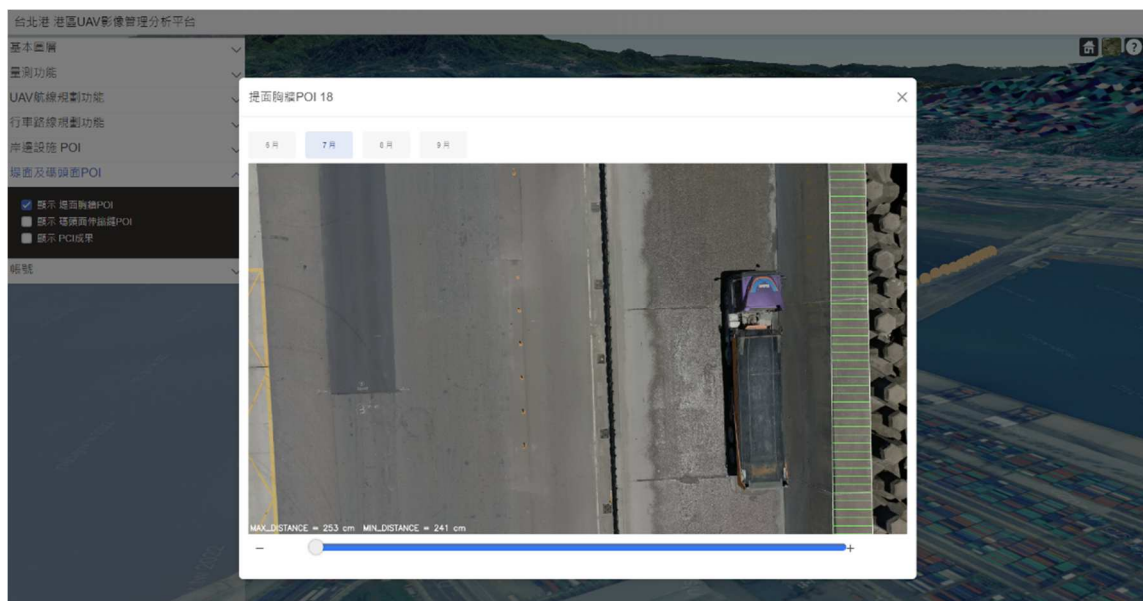 台北港 港區UAV影像管理分析平台
基本圖層
量測功能
UAV航線規劃功能
行車路線規劃功能
岸邊設施 POI
堤面及碼頭面POI
顯示 堤面胸牆POI
顯示 碼頭面伸縮縫POI
顯示 PCI成果
帳號
堤面胸牆POI 18
6月
7月
8月
9月
MAX_DISTANCE = 253 cm MIN_DISTANCE = 241 cm